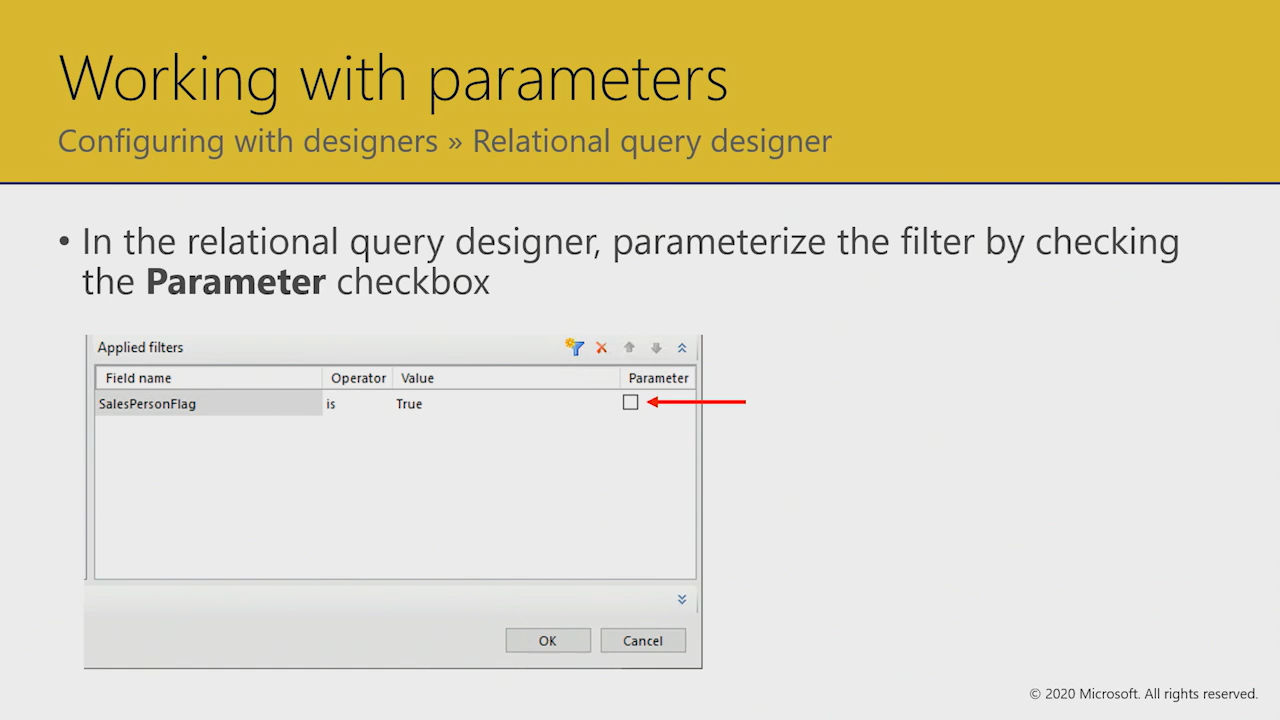 Working with parameters
Configuring with designers » Relational query designer
• In the relational query designer, parameterize the filter by checking
the Parameter checkbox
Applied filters
Field name Operator Value Parameter
SalesPersonFlag is True
OK Cancel
© 2020 Microsoft. All rights reserved.